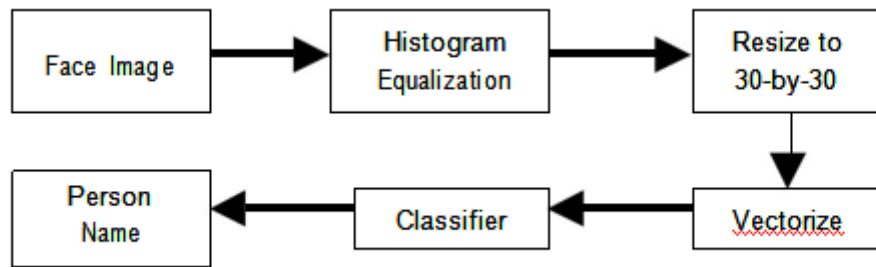 Face Image
Histogram
Equalization
Resize to
30-by-30
Vectorize
Classifier
Person
Name